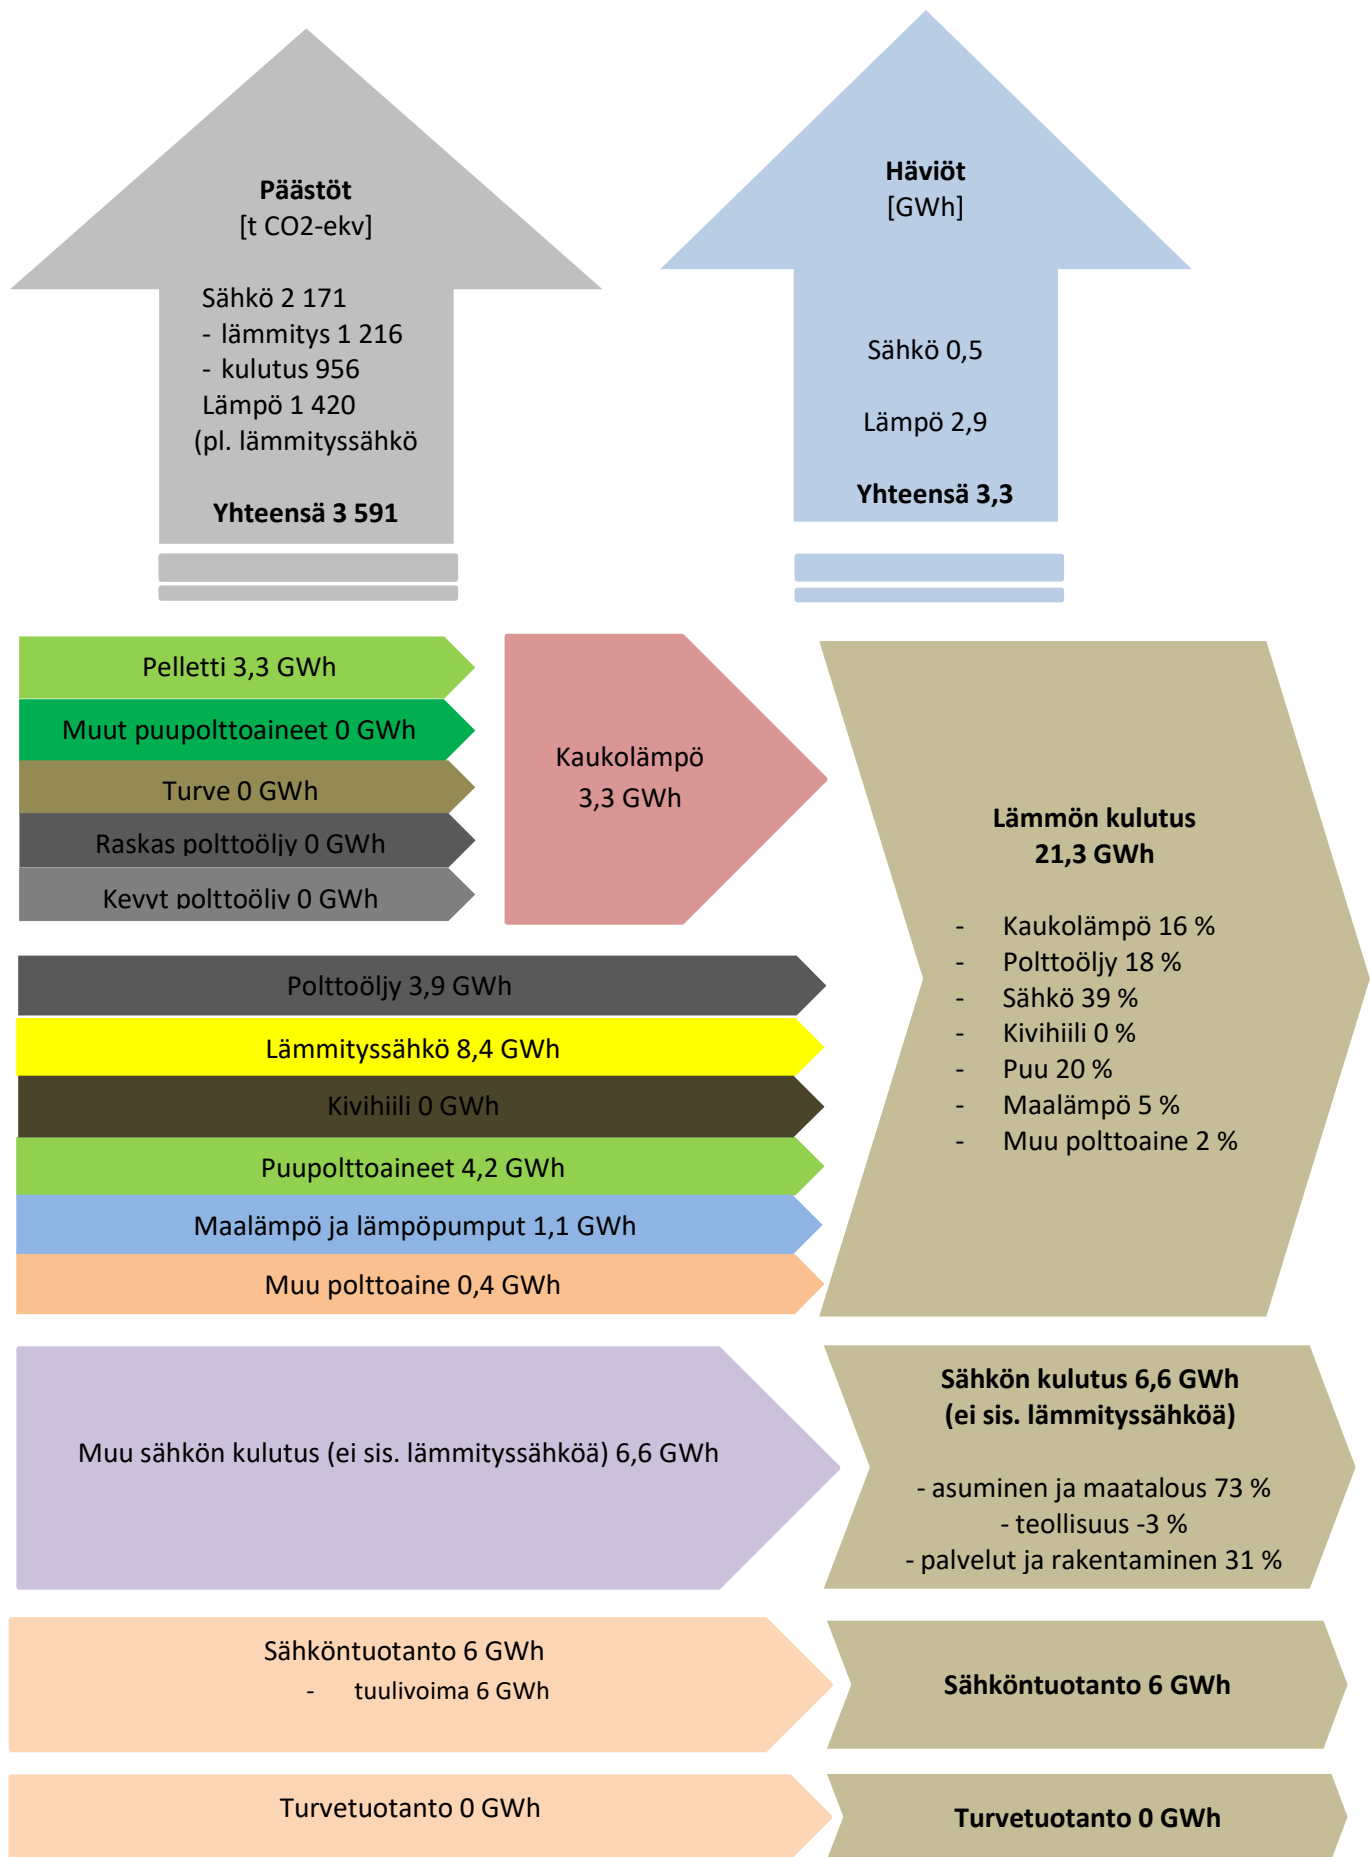 Päästöt
[t CO2-ekv]
Sähkö 2 171
- lämmitys 1 216
- kulutus 956
Lämpö 1 420
(pl. lämmityssähkö
Yhteensä 3 591
Häviöt
[GWh]
Sähkö 0,5
Lämpö 2,9
Yhteensä 3,3
Pelletti 3,3 GWh
Muut puupolttoaineet 0 GWh
Turve 0 GWh
Raskas polttoöljy 0 GWh
Kevyt polttoöljy 0 GWh
Kaukolämpö
3,3 GWh
Polttoöljy 3,9 GWh
Lämmityssähkö 8,4 GWh
Kivihiili 0 GWh
Puupolttoaineet 4,2 GWh
Maalämpö ja lämpöpumput 1,1 GWh
Muu polttoaine 0,4 GWh
Lämmön kulutus
21,3 GWh
- Kaukolämpö 16 %
- Polttoöljy 18 %
- Sähkö 39 %
- Kivihiili 0 %
- Puu 20 %
- Maalämpö 5 %
- Muu polttoaine 2 %
Muu sähkön kulutus (ei sis. lämmityssähköä) 6,6 GWh
Sähkön kulutus 6,6 GWh
(ei sis. lämmityssähköä)
- asuminen ja maatalous 73 %
- teollisuus -3 %
- palvelut ja rakentaminen 31 %
Sähköntuotanto 6 GWh
- tuulivoima 6 GWh
Sähköntuotanto 6 GWh
Turvetuotanto 0 GWh
Turvetuotanto 0 GWh